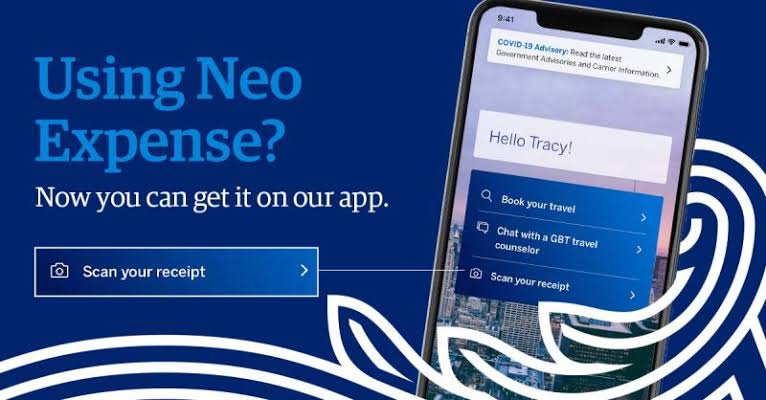 Using Neo
Expense?
Now you can get it on our app.
Scan your receipt
9:41
COVID-19 Advisory: Read the latest
Government Advisories and Carrier Information.
Hello Tracy!
Book your travel
Chat with a GBT travel
counselor
Scan your receipt